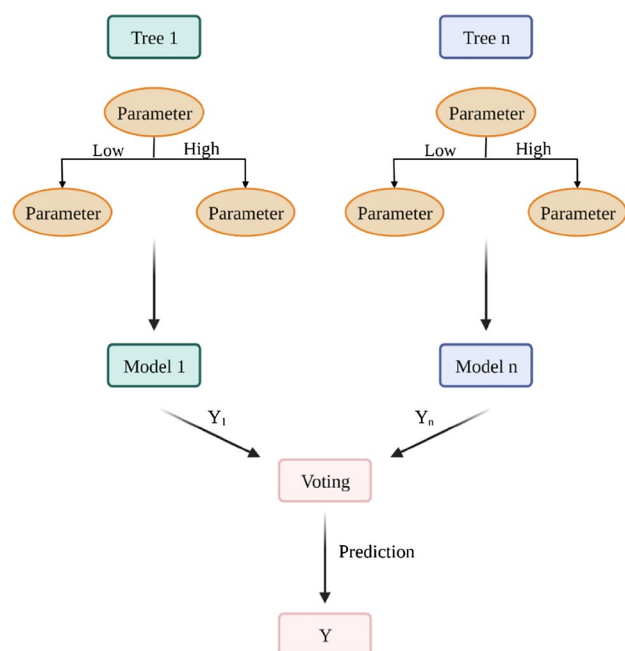 Tree 1
Tree n
Parameter
Parameter
Low
High
Low
High
Parameter
Parameter
Parameter
Parameter
Model 1
Model n
Y1
Yn
Voting
Prediction
Y